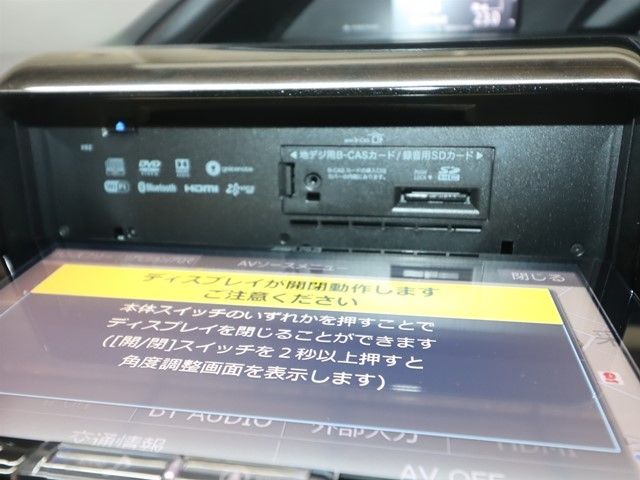 ◀地デジ用B-CASカード/録音用SDカード▶
DVD
Wi-Fi
Bluetooth
HDMI
gracenote
SD
AVソースメニュー
閉じる
ディスプレイが開閉動作します
ご注意ください
本体スイッチのいずれかを押すことで
ディスプレイを閉じることができます
([開/閉]スイッチを2秒以上押すと
角度調整画面を表示します)
BT AUDIO
外部入力
HDMI
交通情報
AV OFF